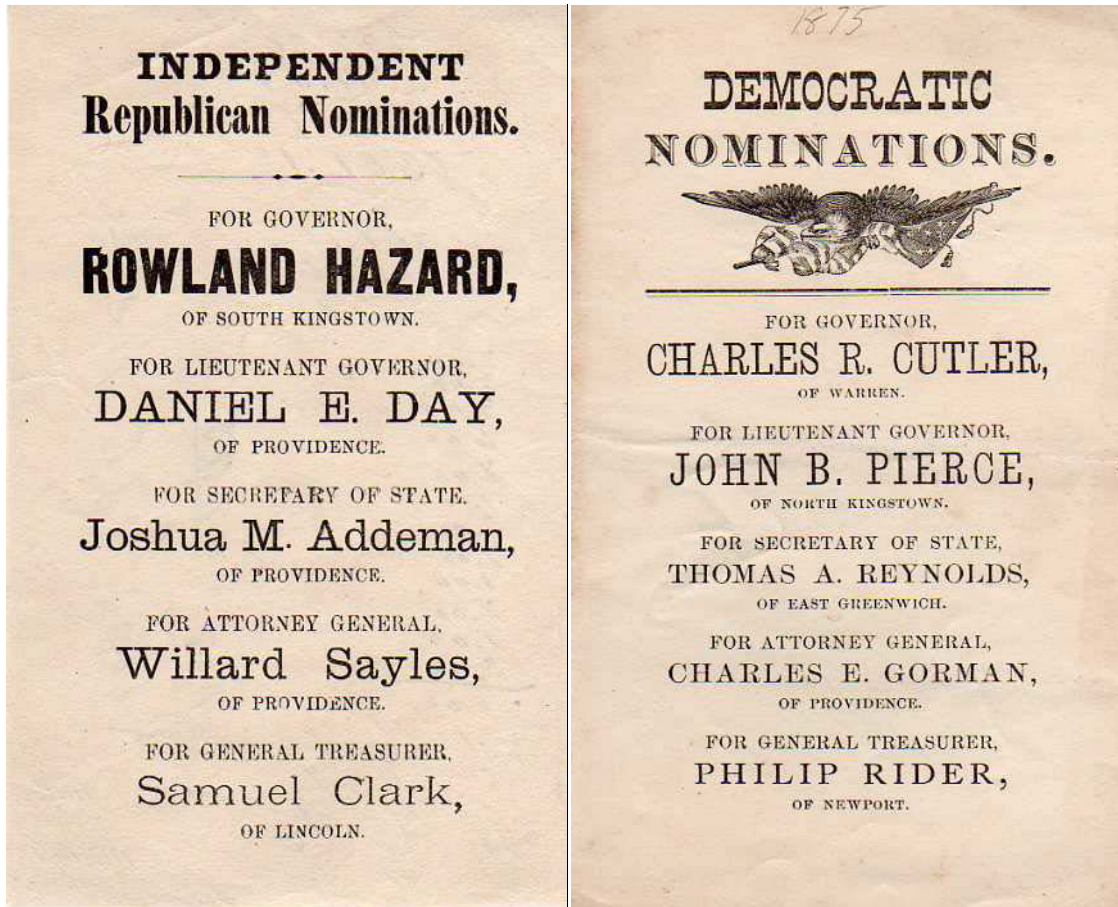 INDEPENDENT
Republican Nominations.
FOR GOVERNOR,
ROWLAND HAZARD,
OF SOUTH KINGSTOWN.
FOR LIEUTENANT GOVERNOR,
DANIEL E. DAY,
OF PROVIDENCE.
FOR SECRETARY OF STATE.
Joshua M. Addeman,
OF PROVIDENCE.
FOR ATTORNEY GENERAL,
Willard Sayles,
OF PROVIDENCE.
FOR GENERAL TREASURER,
Samuel Clark,
OF LINCOLN.
1875
DEMOCRATIC
NOMINATIONS.
FOR GOVERNOR,
CHARLES R. CUTLER,
OF WARREN.
FOR LIEUTENANT GOVERNOR,
JOHN B. PIERCE,
OF NORTH KINGSTOWN.
FOR SECRETARY OF STATE,
THOMAS A. REYNOLDS,
OF EAST GREENWICH.
FOR ATTORNEY GENERAL,
CHARLES E. GORMAN,
OF PROVIDENCE.
FOR GENERAL TREASURER,
PHILIP RIDER,
OF NEWPORT.